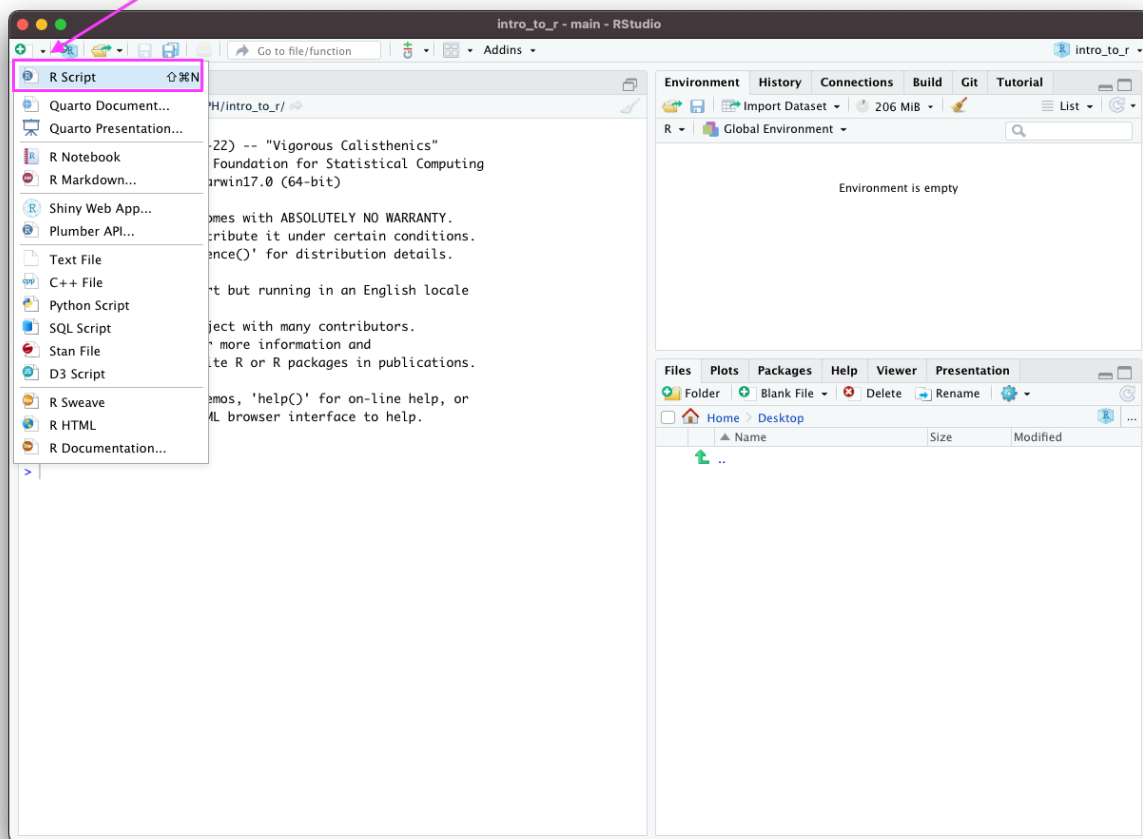 intro_to_r - main - RStudio
Go to file/function
Addins
intro_to_r
R Script ⇧⌘N
Quarto Document...
Quarto Presentation...
R Notebook
R Markdown...
Shiny Web App...
Plumber API...
Text File
C++ File
Python Script
SQL Script
Stan File
D3 Script
R Sweave
R HTML
R Documentation...
PH/intro_to_r/
-22) -- "Vigorous Calisthenics"
Foundation for Statistical Computing
arwin17.0 (64-bit)
omes with ABSOLUTELY NO WARRANTY.
tribute it under certain conditions.
ence()' for distribution details.
rt but running in an English locale
ject with many contributors.
r more information and
ite R or R packages in publications.
emos, 'help()' for on-line help, or
ML browser interface to help.
>
Environment History Connections Build Git Tutorial
Import Dataset 206 MiB List
R Global Environment
Environment is empty
Files Plots Packages Help Viewer Presentation
Folder Blank File Delete Rename
Home > Desktop ...
Name Size Modified
..